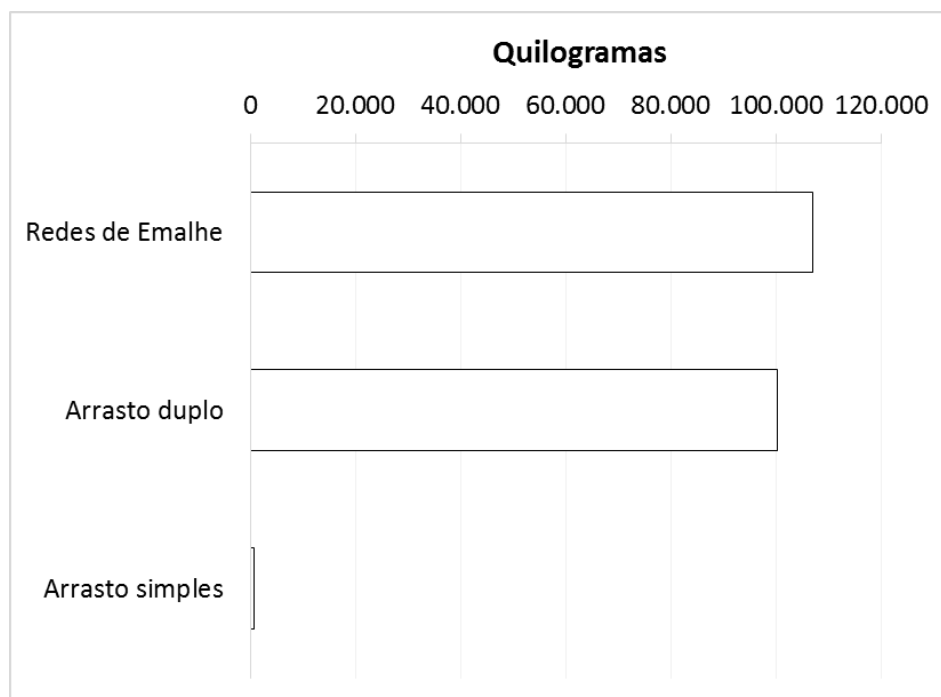 Quilogramas
0 20.000 40.000 60.000 80.000 100.000 120.000
Redes de Emalhe
Arrasto duplo
Arrasto simples